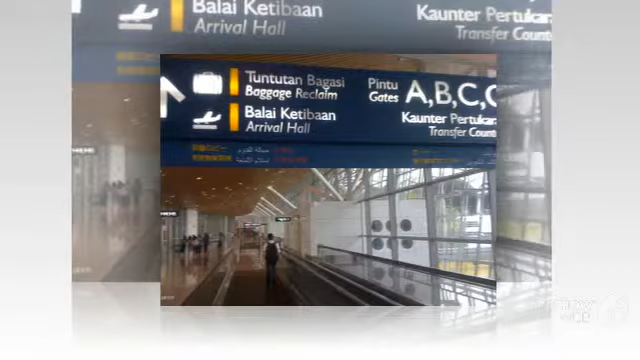 Balai Ketibaan
Arrival Hall
Kaunter Pertukar
Transfer Count
Tuntutan Bagasi
Baggage Reclaim
Pintu
Gates
A,B,C,
Balai Ketibaan
Arrival Hall
Kaunter Pertukar
Transfer Count